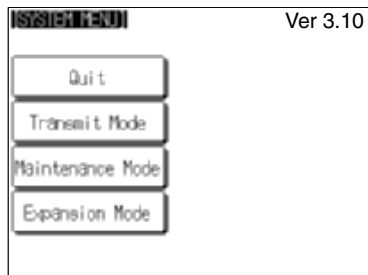 [SYSTEM MENU]
Ver 3.10
Quit
Transmit Mode
Maintenance Mode
Expansion Mode